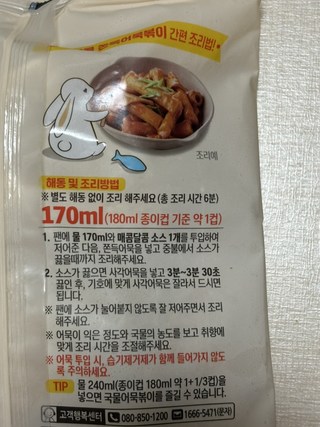 어묵볶이 간편 조리법!
조리예
해동 및 조리방법
※ 별도 해동 없이 조리 해주세요 (총 조리 시간 6분)
170ml(180ml 종이컵 기준 약 1컵)
1. 팬에 물 170ml와 매콤달콤 소스 1개를 투입하여
저어준 다음, 쫀득어묵을 넣고 중불에서 소스가
끓을때까지 조리해주세요.
2. 소스가 끓으면 사각어묵을 넣고 3분~3분 30초
끓인 후, 기호에 맞게 사각어묵은 잘라서 드시면
됩니다.
※ 팬에 소스가 눌어붙지 않도록 잘 저어주면서 조리
해주세요.
※ 어묵이 익은 정도와 국물의 농도를 보고 취향에
맞게 조리 시간을 조절해주세요.
※ 어묵 투입 시, 습기제거제가 함께 들어가지 않도
록 주의하세요.
TIP 물 240ml(종이컵 180ml 약 1+1/3컵)을
넣으면 국물어묵볶이를 즐길 수 있습니다.
고객행복센터 080-850-1200 1666-5471(문자)